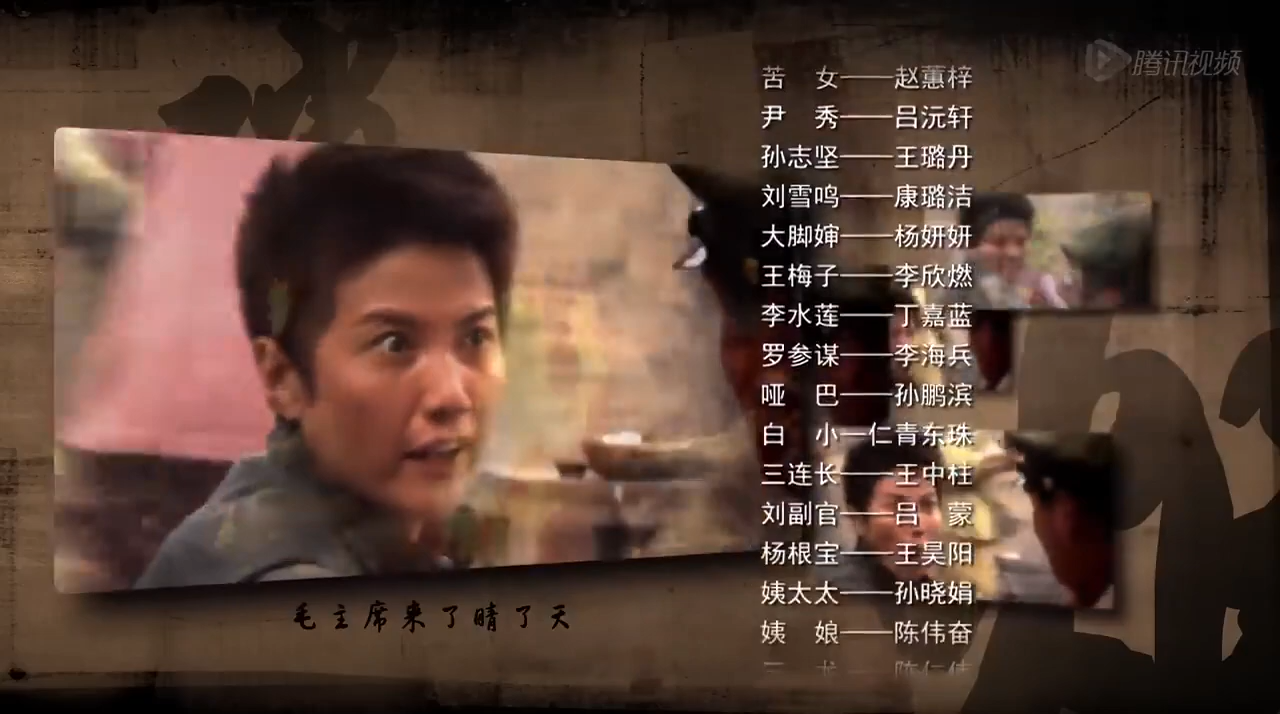 腾讯视频
苦 女——赵蕙梓
尹 秀——吕沅轩
孙志坚——王璐丹
刘雪鸣——康璐洁
大脚婶——杨妍妍
王梅子——李欣燃
李水莲——丁嘉蓝
罗参谋——李海兵
哑 巴——孙鹏滨
白 小—仁青东珠
三连长——王中柱
刘副官——吕 蒙
杨根宝——王昊阳
姨太太——孙晓娟
姨 娘——陈伟奋
毛主席来了晴了天